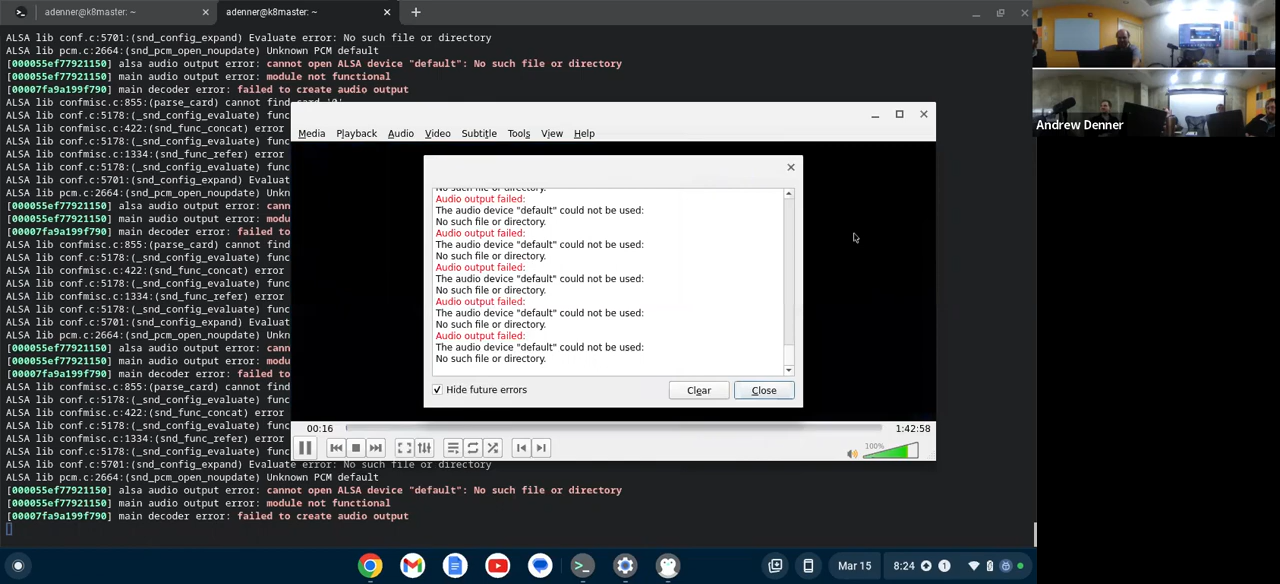 adenner@k8master: ~
adenner@k8master: ~
ALSA lib conf.c:5701:(snd_config_expand) Evaluate error: No such file or directory
ALSA lib pcm.c:2664:(snd_pcm_open_noupdate) Unknown PCM default
[000055ef77921150] alsa audio output error: cannot open ALSA device "default": No such file or directory
[000055ef77921150] main audio output error: module not functional
[00007fa9a199f790] main decoder error: failed to create audio output
ALSA lib confmisc.c:855:(parse_card) cannot find card '0'
ALSA lib conf.c:5178:(_snd_config_evaluate) func
ALSA lib confmisc.c:422:(snd_func_concat) error
ALSA lib conf.c:5178:(_snd_config_evaluate) func
ALSA lib confmisc.c:1334:(snd_func_refer) error
ALSA lib conf.c:5178:(_snd_config_evaluate) func
ALSA lib conf.c:5701:(snd_config_expand) Evaluat
ALSA lib pcm.c:2664:(snd_pcm_open_noupdate) Unkn
[000055ef77921150] alsa audio output error: cann
[000055ef77921150] main audio output error: modu
[00007fa9a199f790] main decoder error: failed to
ALSA lib confmisc.c:855:(parse_card) cannot find
ALSA lib conf.c:5178:(_snd_config_evaluate) func
ALSA lib confmisc.c:422:(snd_func_concat) error
ALSA lib conf.c:5178:(_snd_config_evaluate) func
ALSA lib confmisc.c:1334:(snd_func_refer) error
ALSA lib conf.c:5178:(_snd_config_evaluate) func
ALSA lib conf.c:5701:(snd_config_expand) Evaluat
ALSA lib pcm.c:2664:(snd_pcm_open_noupdate) Unkn
[000055ef77921150] alsa audio output error: cann
[000055ef77921150] main audio output error: modu
[00007fa9a199f790] main decoder error: failed to
ALSA lib confmisc.c:855:(parse_card) cannot find
ALSA lib conf.c:5178:(_snd_config_evaluate) func
ALSA lib confmisc.c:422:(snd_func_concat) error
ALSA lib conf.c:5178:(_snd_config_evaluate) func
ALSA lib confmisc.c:1334:(snd_func_refer) error
ALSA lib conf.c:5178:(_snd_config_evaluate) func
ALSA lib conf.c:5701:(snd_config_expand) Evaluate error: No such file or directory
ALSA lib pcm.c:2664:(snd_pcm_open_noupdate) Unknown PCM default
[000055ef77921150] alsa audio output error: cannot open ALSA device "default": No such file or directory
[000055ef77921150] main audio output error: module not functional
[00007fa9a199f790] main decoder error: failed to create audio output
Media Playback Audio Video Subtitle Tools View Help
No such file or directory.
Audio output failed:
The audio device "default" could not be used:
No such file or directory.
Audio output failed:
The audio device "default" could not be used:
No such file or directory.
Audio output failed:
The audio device "default" could not be used:
No such file or directory.
Audio output failed:
The audio device "default" could not be used:
No such file or directory.
Audio output failed:
The audio device "default" could not be used:
No such file or directory.
Hide future errors
Clear
Close
00:16
1:42:58
100%
Andrew Denner
Mar 15
8:24
1